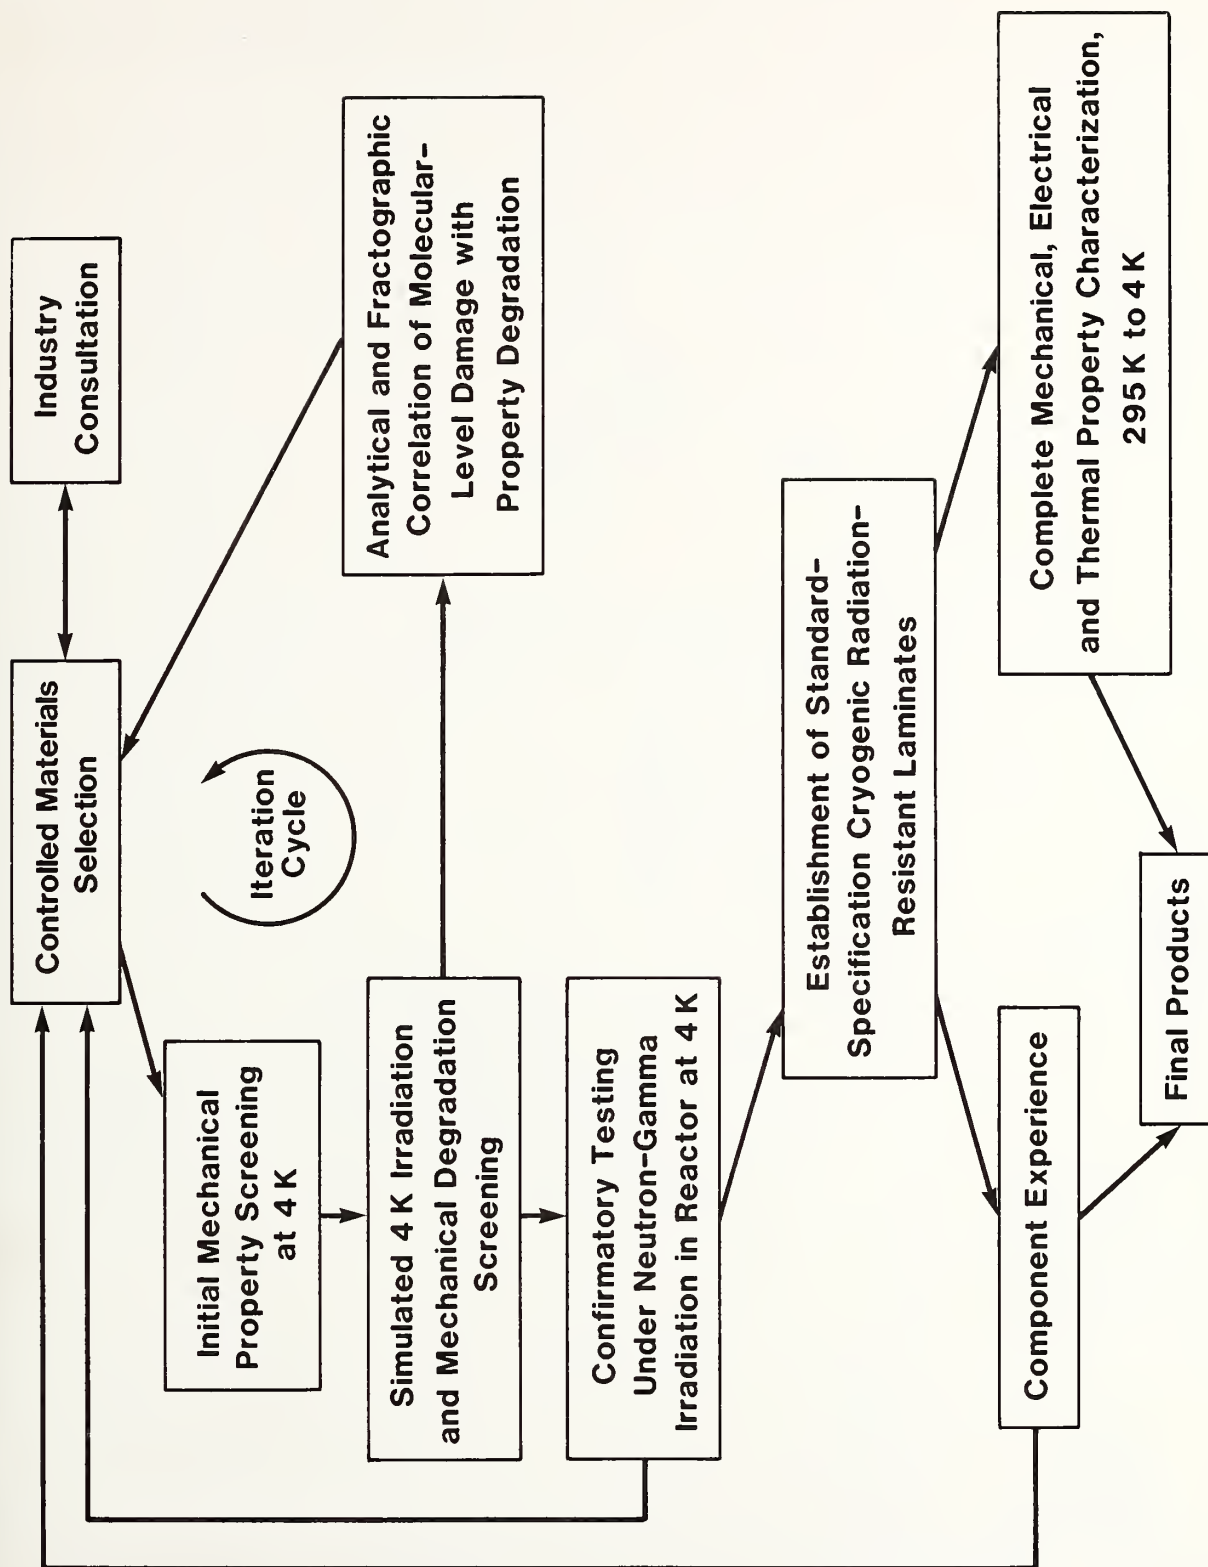 Controlled Materials
Selection
Industry
Consultation
Iteration
Cycle
Initial Mechanical
Property Screening
at 4 K
Simulated 4 K Irradiation
and Mechanical Degradation
Screening
Analytical and Fractographic
Correlation of Molecular-
Level Damage with
Property Degradation
Confirmatory Testing
Under Neutron-Gamma
Irradiation in Reactor at 4 K
Establishment of Standard-
Specification Cryogenic Radiation-
Resistant Laminates
Component Experience
Complete Mechanical, Electrical
and Thermal Property Characterization,
295 K to 4 K
Final Products